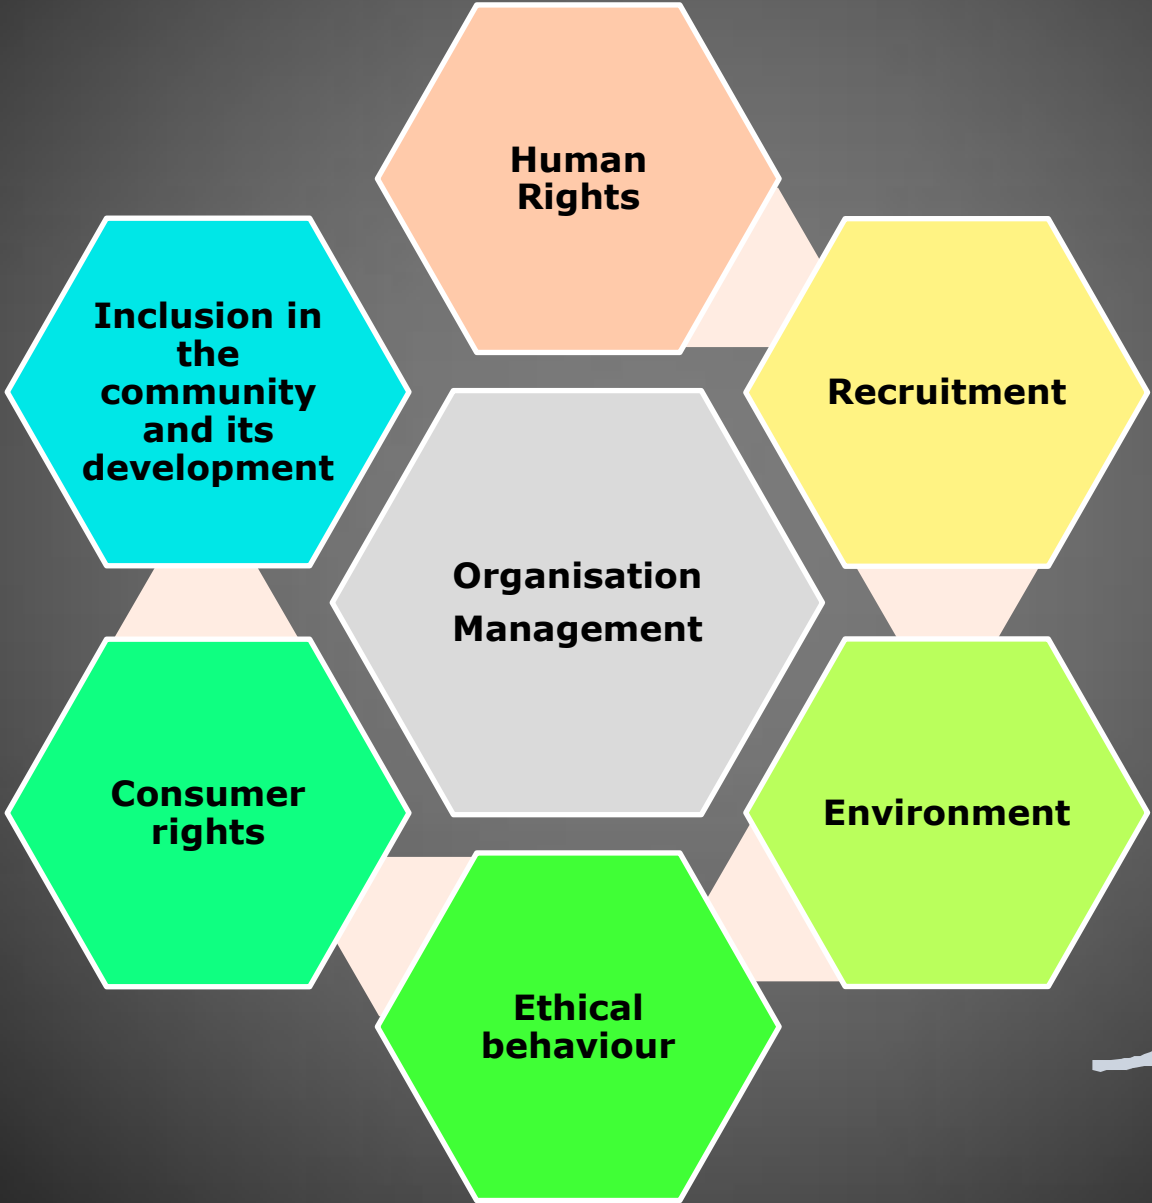 Human
Rights
Inclusion in
the
community
and its
development
Recruitment
Organisation
Management
Consumer
rights
Environment
Ethical
behaviour